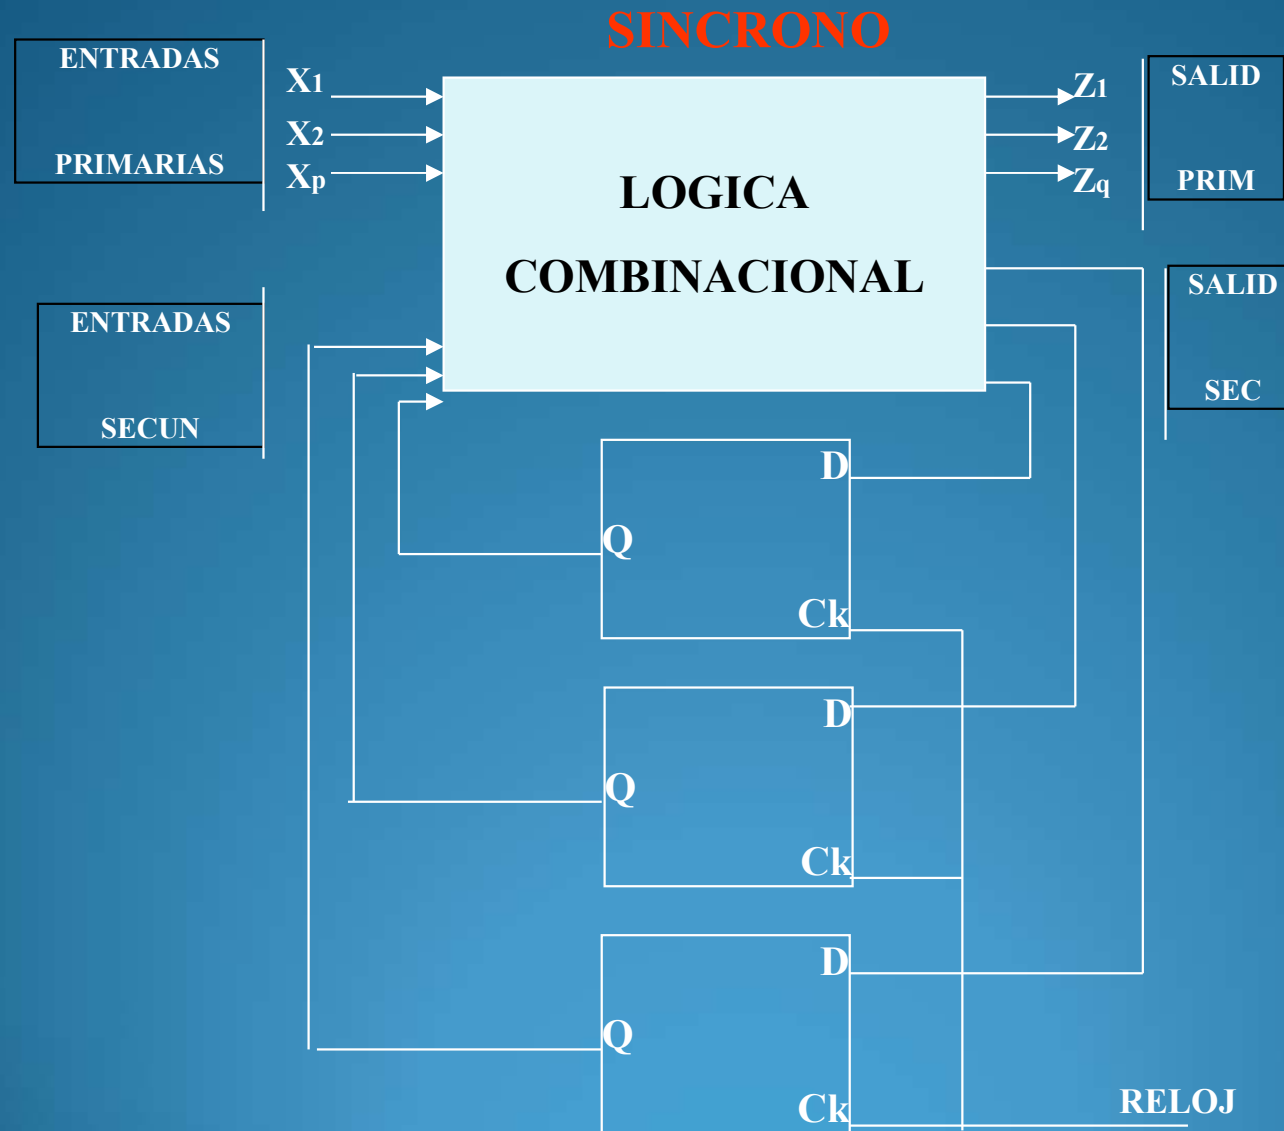 SINCRONO
ENTRADAS
PRIMARIAS
X1
X2
Xp
LOGICA
COMBINACIONAL
Z1
Z2
Zq
SALID
PRIM
ENTRADAS
SECUN
SALID
SEC
D
Q
Ck
D
Q
Ck
D
Q
Ck
RELOJ